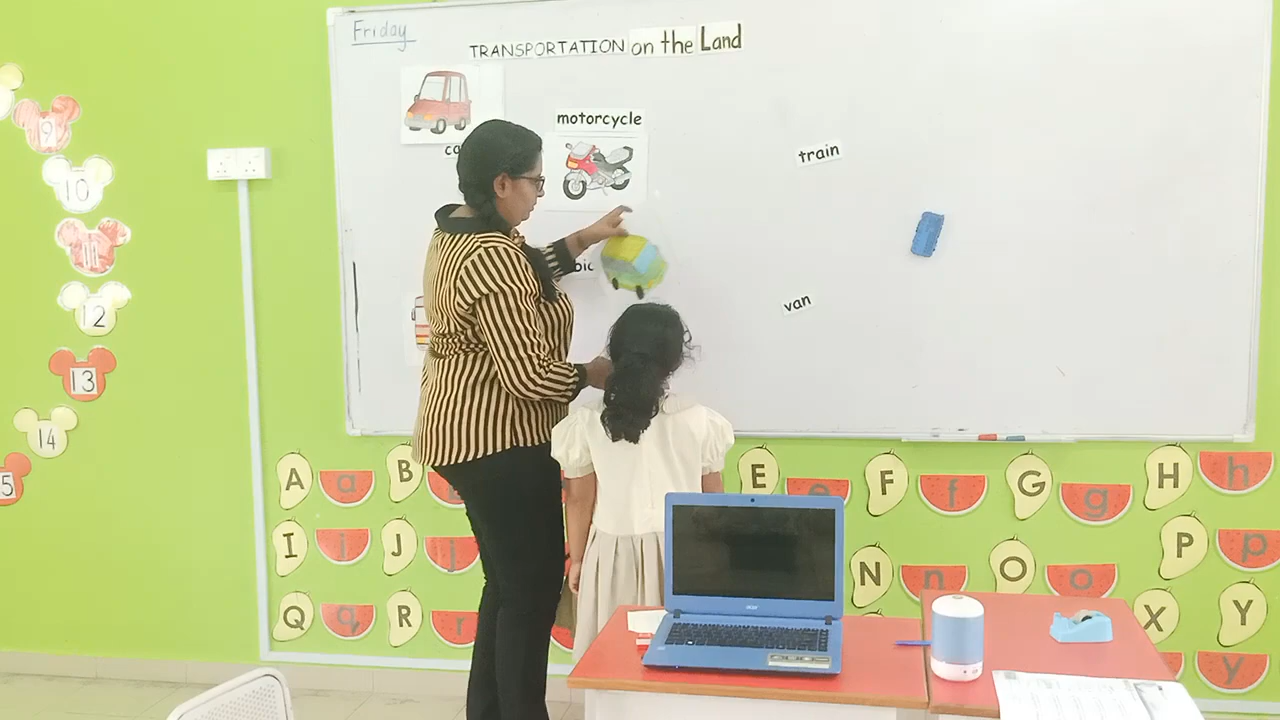 Friday
TRANSPORTATION on the Land
motorcycle
train
van
9
10
11
12
13
14
A a B E e F f G g H h
I i J j N n O o P p
Q q R r X Y y
acer